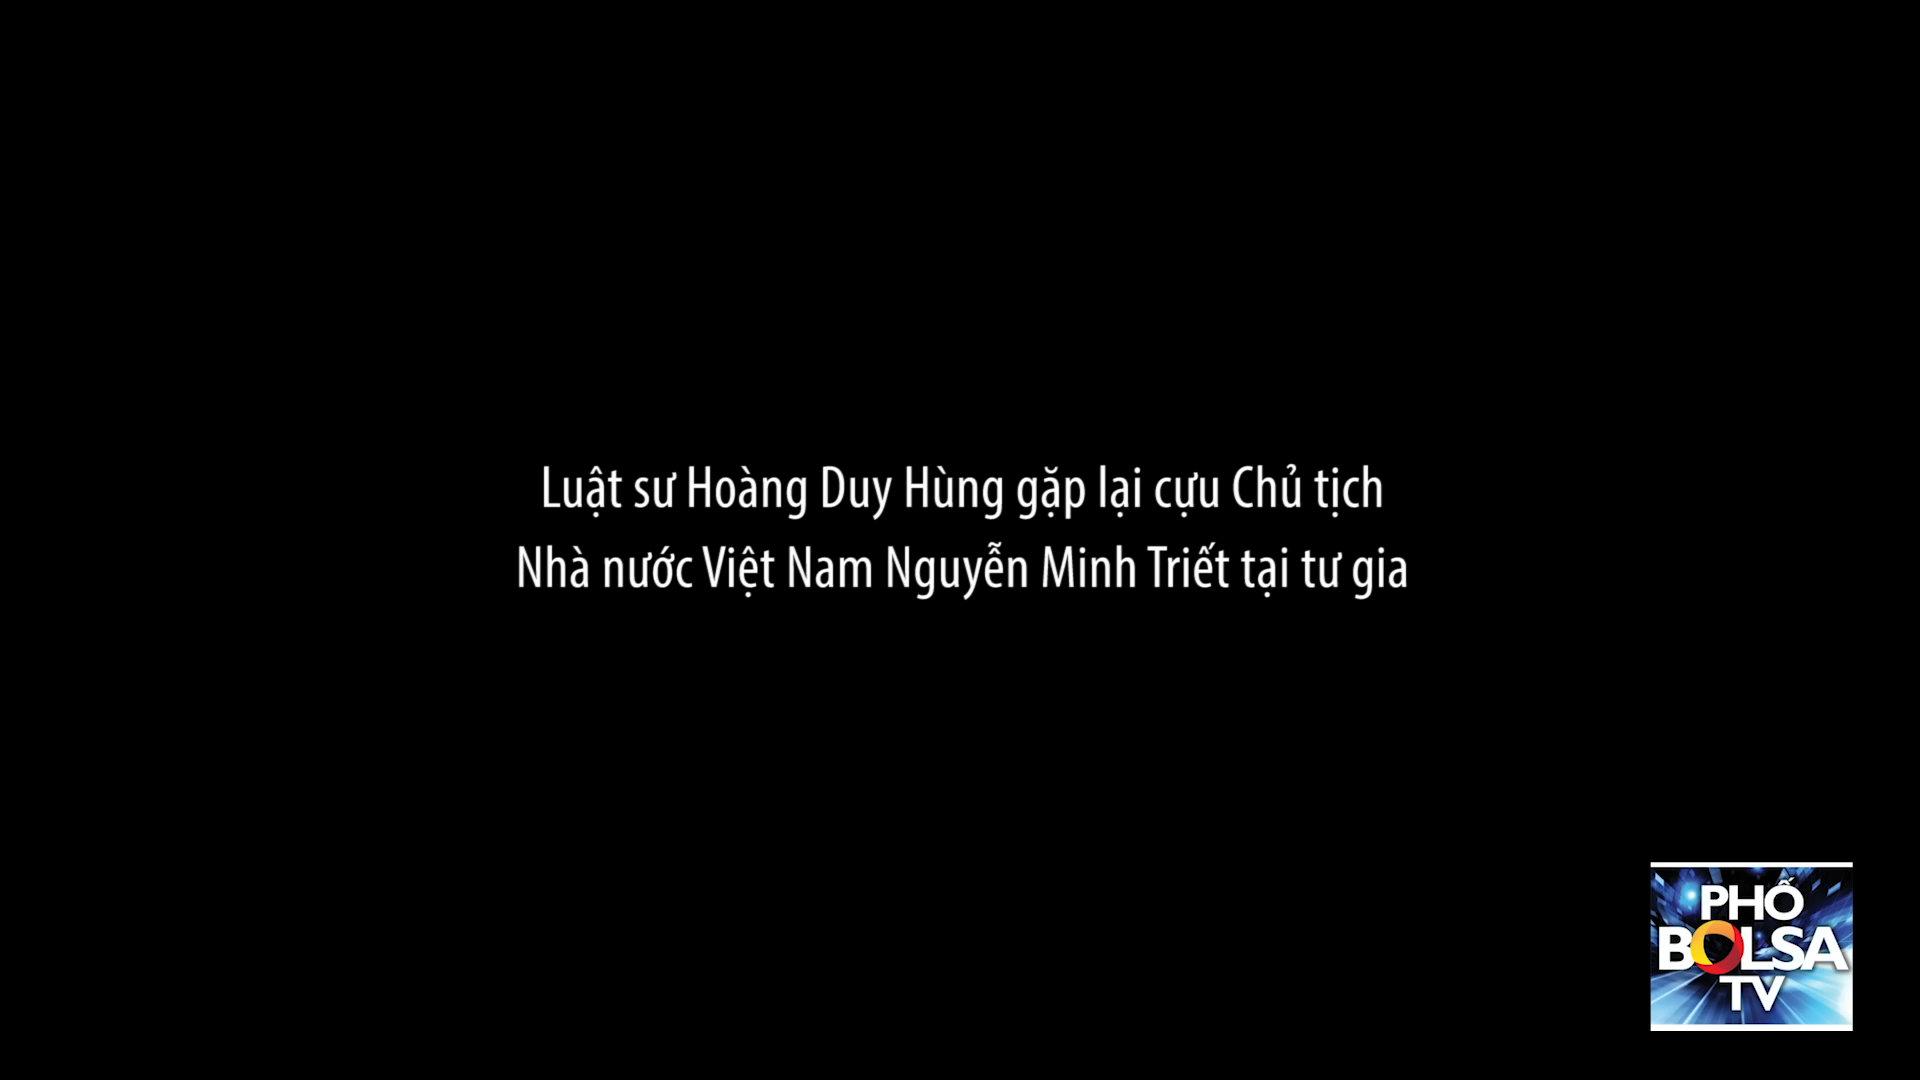 Luật sư Hoàng Duy Hùng gặp lại cựu Chủ tịch
Nhà nước Việt Nam Nguyễn Minh Triết tại tư gia
PHỐ
BOLSA
TV